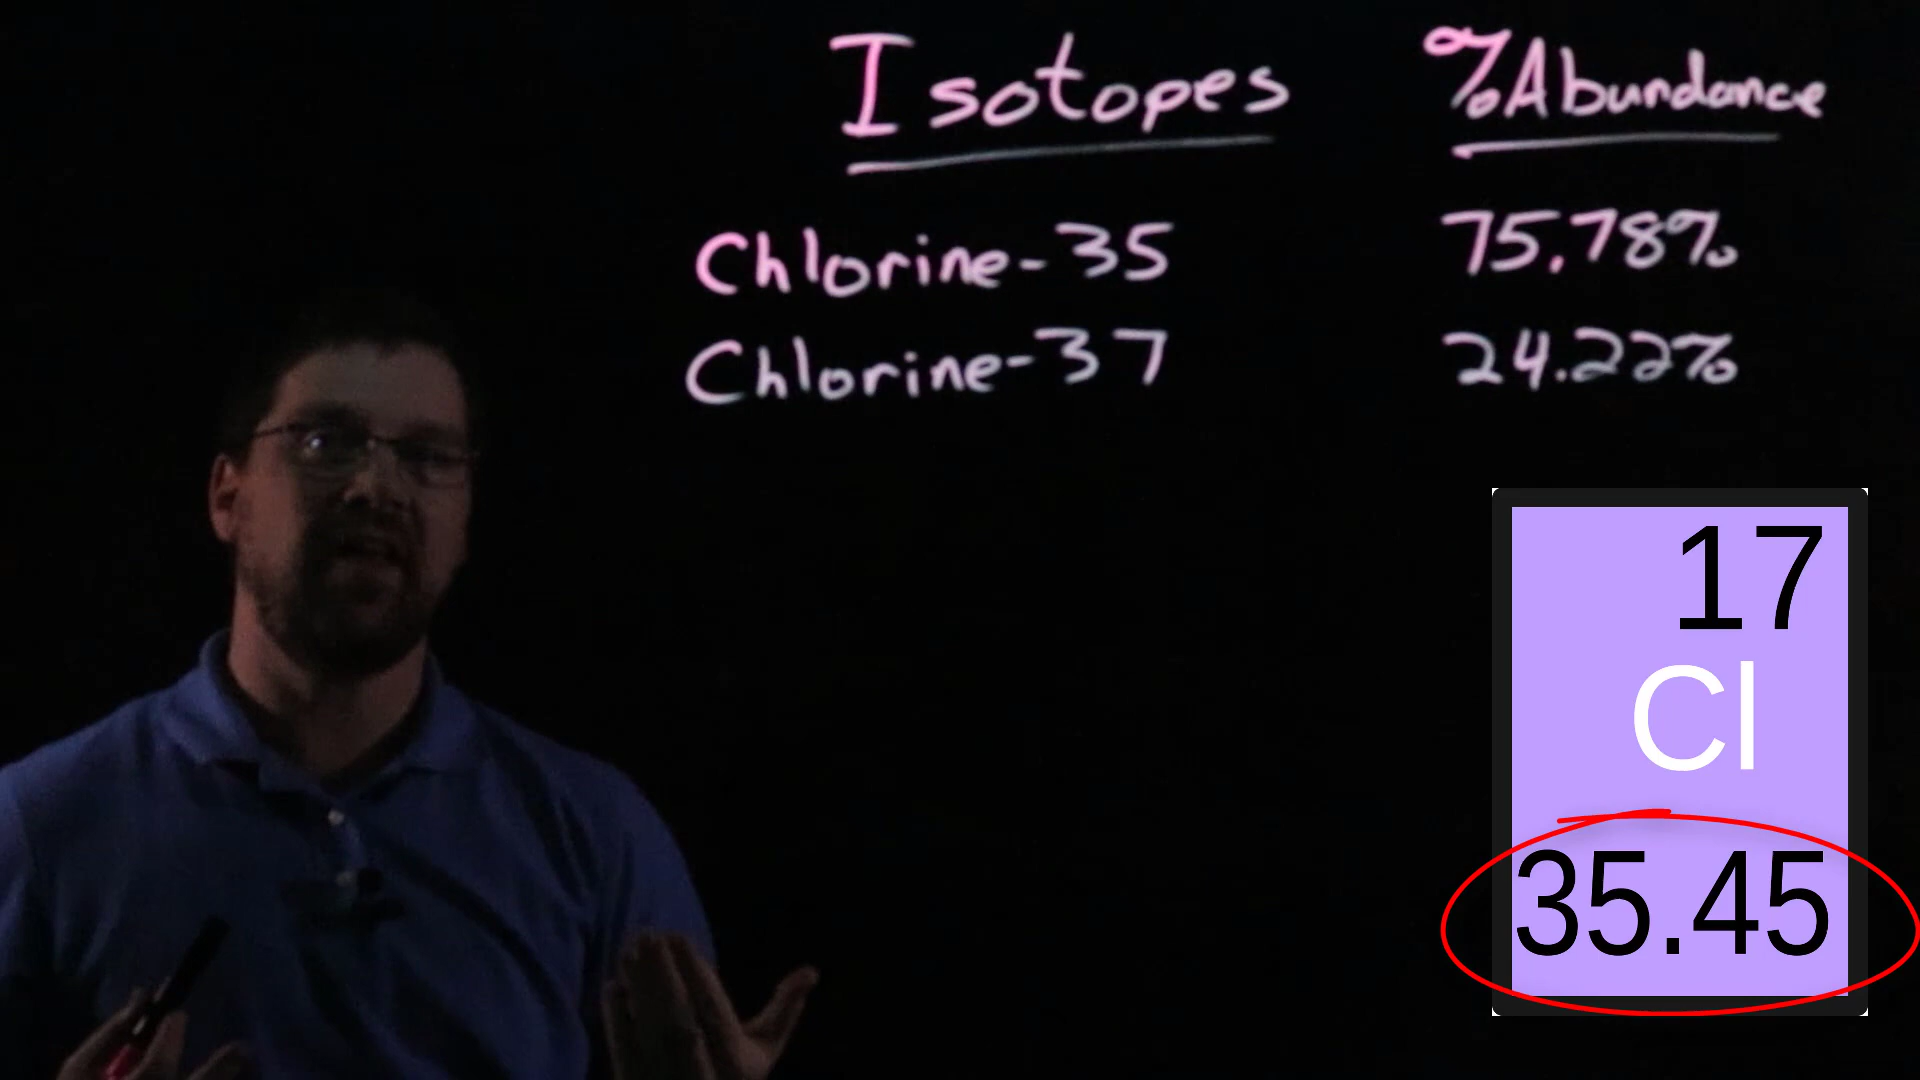 Isotopes %Abundance
Chlorine-35 75.78%
Chlorine-37 24.22%
17
Cl
35.45